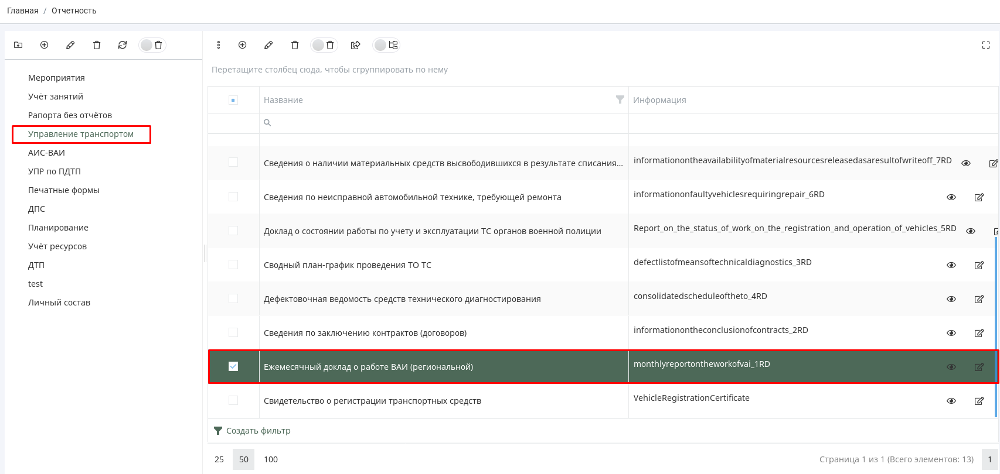 Главная / Отчетность
Перетащите столбец сюда, чтобы сгруппировать по нему
Мероприятия
Учёт занятий
Рапорта без отчётов
Управление транспортом
АИС-ВАИ
УПР по ПДТП
Печатные формы
ДПС
Планирование
Учёт ресурсов
ДТП
test
Личный состав
Название Информация
Сведения о наличии материальных средств высвободившихся в результате списания... informationontheavailabilityofmaterialresourcesreleasedasaresultofwriteoff_7RD
Сведения по неисправной автомобильной технике, требующей ремонта informationonfaultyvehiclesrequiringrepair_6RD
Доклад о состоянии работы по учету и эксплуатации ТС органов военной полиции Report_on_the_status_of_work_on_the_registration_and_operation_of_vehicles_5RD
Сводный план-график проведения ТО ТС defectlistofmeansoftechnicaldiagnostics_3RD
Дефектовочная ведомость средств технического диагностирования consolidatedscheduleoftheto_4RD
Сведения по заключению контрактов (договоров) informationontheconclusionofcontracts_2RD
Ежемесячный доклад о работе ВАИ (региональной) monthlyreportontheworkofvai_1RD
Свидетельство о регистрации транспортных средств VehicleRegistrationCertificate
Создать фильтр
25 50 100 Страница 1 из 1 (Всего элементов: 13) 1